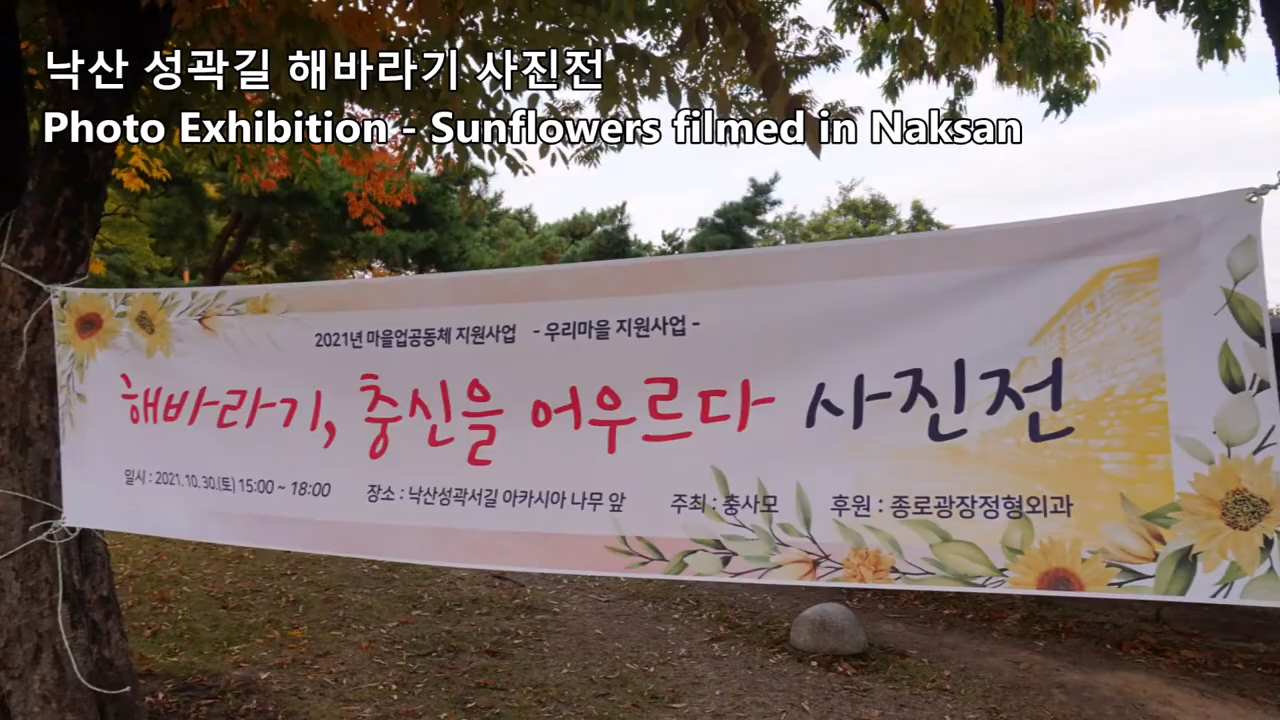 낙산 성곽길 해바라기 사진전
Photo Exhibition - Sunflowers filmed in Naksan
2021년 마을업공동체 지원사업 - 우리마을 지원사업 -
해바라기, 충신을 어우르다 사진전
일시 : 2021.10.30.(토) 15:00 ~ 18:00 장소 : 낙산성곽서길 아카시아 나무 앞 주최 : 충사모 후원 : 종로광장정형외과